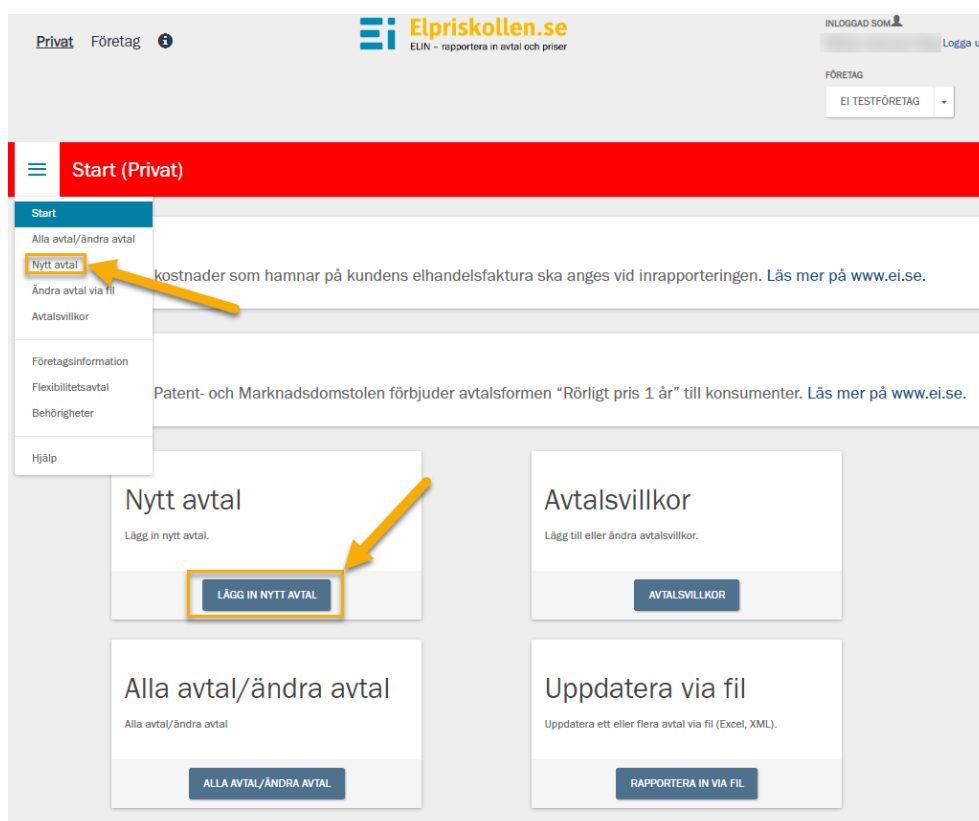 Privat Företag
Elpriskollen.se
ELIN – rapportera in avtal och priser
INLOGGAD SOM
Logga u
FÖRETAG
EI TESTFÖRETAG
Start (Privat)
Start
Alla avtal/ändra avtal
Nytt avtal
Ändra avtal via fil
Avtalsvillkor
Företagsinformation
Flexibilitetsavtal
Behörigheter
Hjälp
kostnader som hamnar på kundens elhandelsfaktura ska anges vid inrapporteringen. Läs mer på www.ei.se.
Patent- och Marknadsdomstolen förbjuder avtalsformen “Rörligt pris 1 år” till konsumenter. Läs mer på www.ei.se.
Nytt avtal
Lägg in nytt avtal.
LÄGG IN NYTT AVTAL
Avtalsvillkor
Lägg till eller ändra avtalsvillkor.
AVTALSVILLKOR
Alla avtal/ändra avtal
Alla avtal/ändra avtal
ALLA AVTAL/ÄNDRA AVTAL
Uppdatera via fil
Uppdatera ett eller flera avtal via fil (Excel, XML).
RAPPORTERA IN VIA FIL